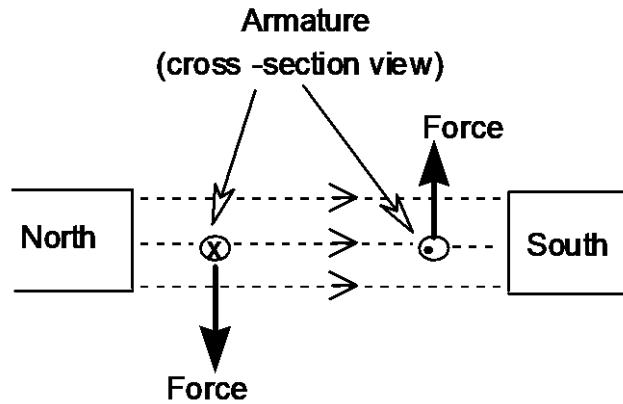 Armature
(cross -section view)
Force
North
X
South
Force